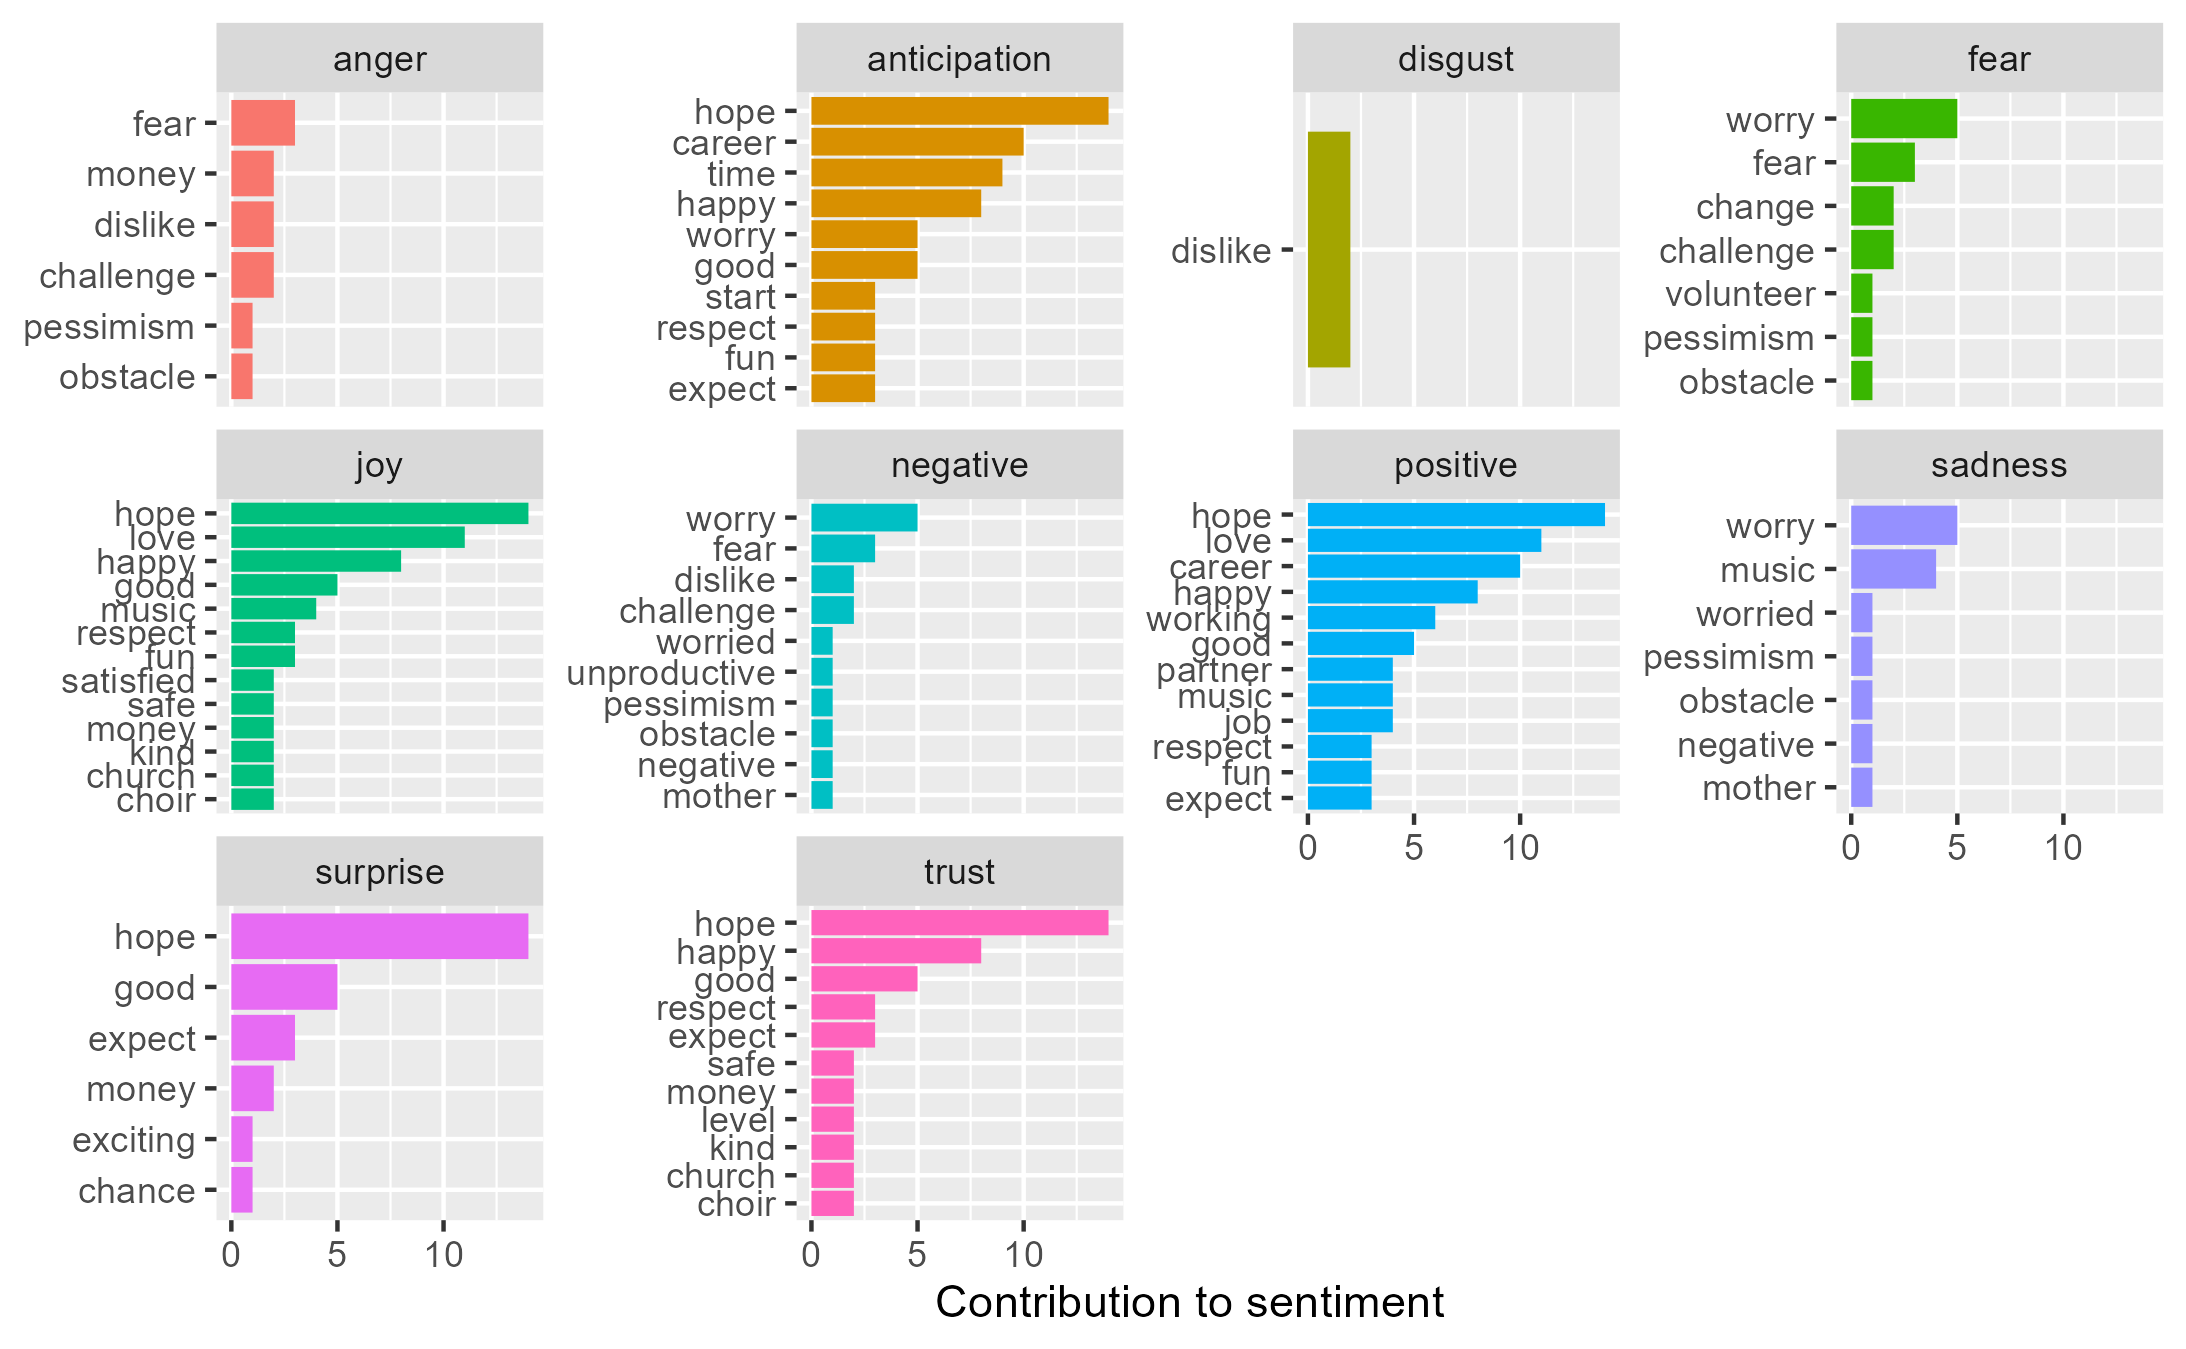 anger
fear
money
dislike
challenge
pessimism
obstacle
anticipation
hope
career
time
happy
worry
good
start
respect
fun
expect
disgust
dislike
fear
worry
fear
change
challenge
volunteer
pessimism
obstacle
joy
hope
love
happy
good
music
respect
fun
satisfied
safe
money
kind
church
choir
negative
worry
fear
dislike
challenge
worried
unproductive
pessimism
obstacle
negative
mother
positive
hope
love
career
happy
working
good
partner
music
job
respect
fun
expect
0 5 10
sadness
worry
music
worried
pessimism
obstacle
negative
mother
0 5 10
surprise
hope
good
expect
money
exciting
chance
0 5 10
trust
hope
happy
good
respect
expect
safe
money
level
kind
church
choir
0 5 10
Contribution to sentiment